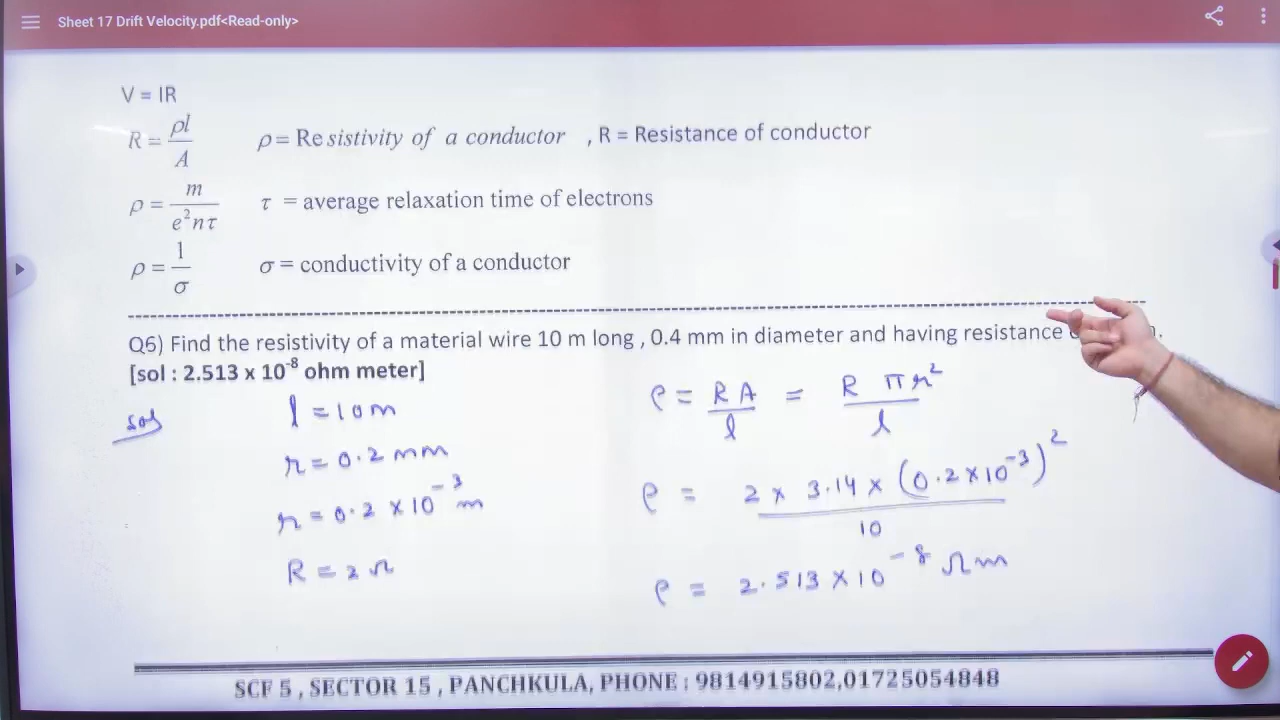 Sheet 17 Drift Velocity.pdf<Read-only>
V = IR
R = ρl/A ρ = Resistivity of a conductor , R = Resistance of conductor
ρ = m/e²nτ τ = average relaxation time of electrons
ρ = 1/σ σ = conductivity of a conductor
Q6) Find the resistivity of a material wire 10 m long , 0.4 mm in diameter and having resistance
[sol : 2.513 x 10⁻⁸ ohm meter]
sol
l = 10 m
r = 0.2 mm
r = 0.2 × 10⁻³ m
R = 2 Ω
ρ = RA/l = R πr²/l
ρ = 2 × 3.14 × (0.2×10⁻³)²/10
ρ = 2.513 × 10⁻⁸ Ωm
SCF 5 , SECTOR 15 , PANCHKULA, PHONE : 9814915802,01725054848